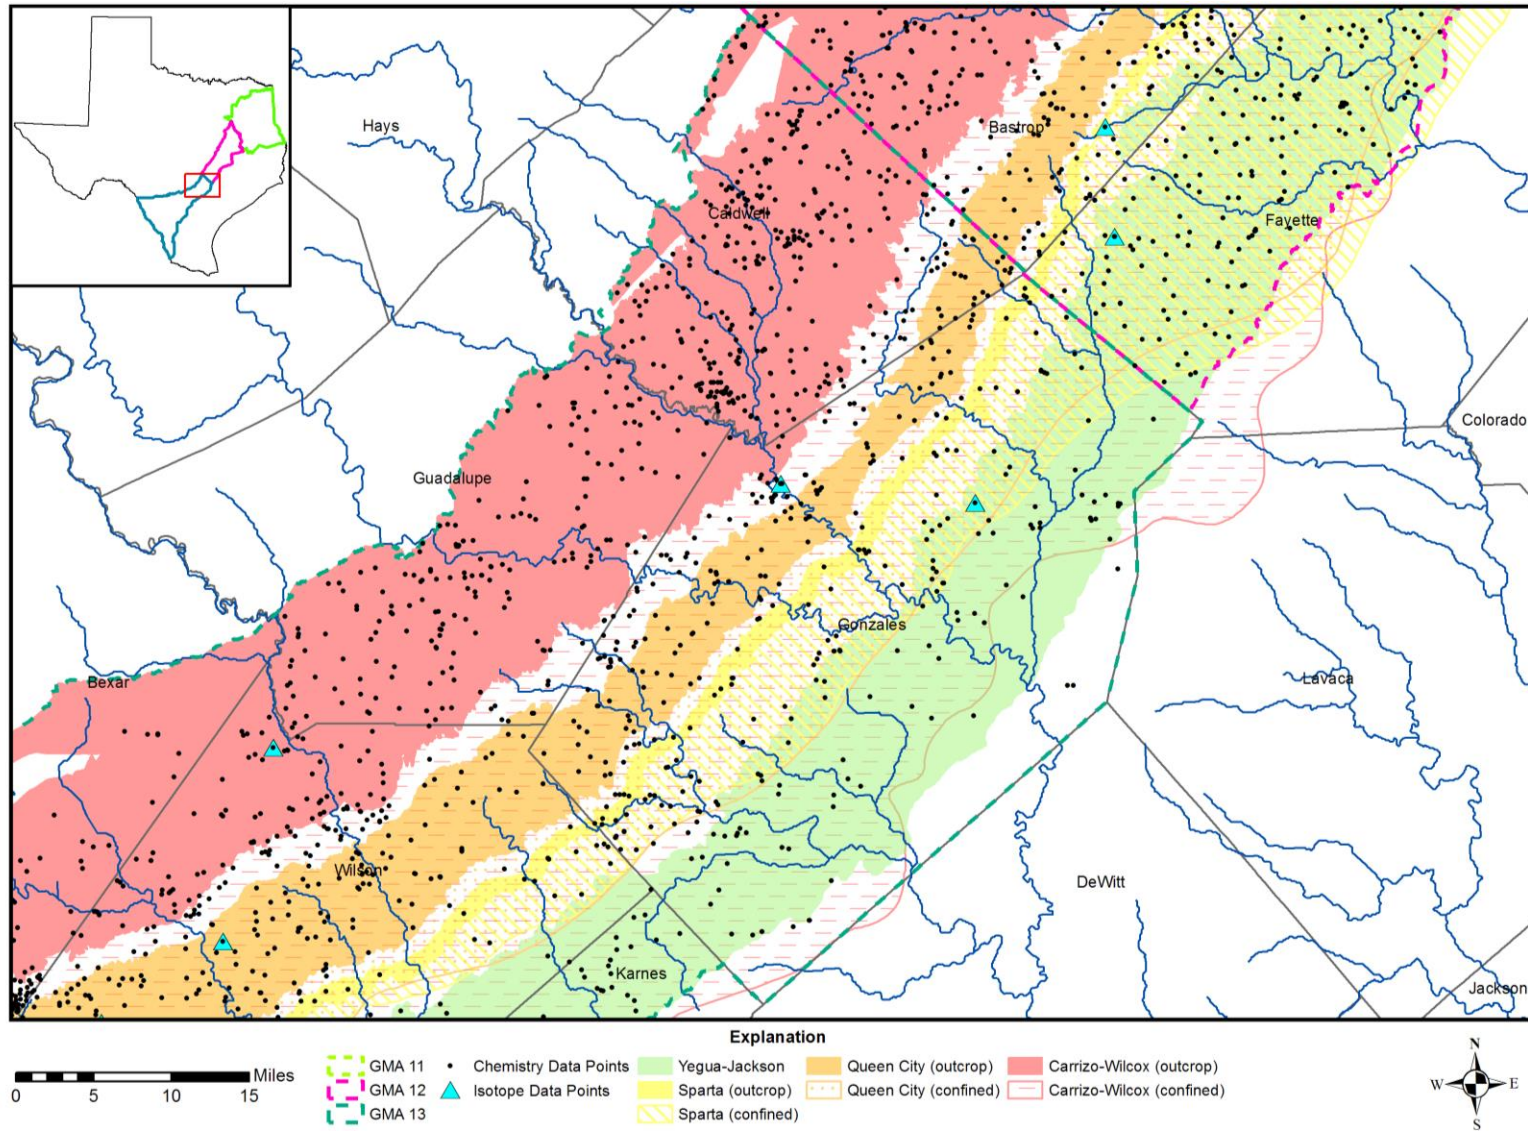 Hays
Bastrop
Caldwell
Fayette
Colorado
Guadalupe
Gonzales
Bexar
Lavaca
Wilson
DeWitt
Karnes
Jackson
Explanation
0 5 10 15 Miles
GMA 11
GMA 12
GMA 13
Chemistry Data Points
Isotope Data Points
Yegua-Jackson
Sparta (outcrop)
Sparta (confined)
Queen City (outcrop)
Queen City (confined)
Carrizo-Wilcox (outcrop)
Carrizo-Wilcox (confined)
N
W E
S